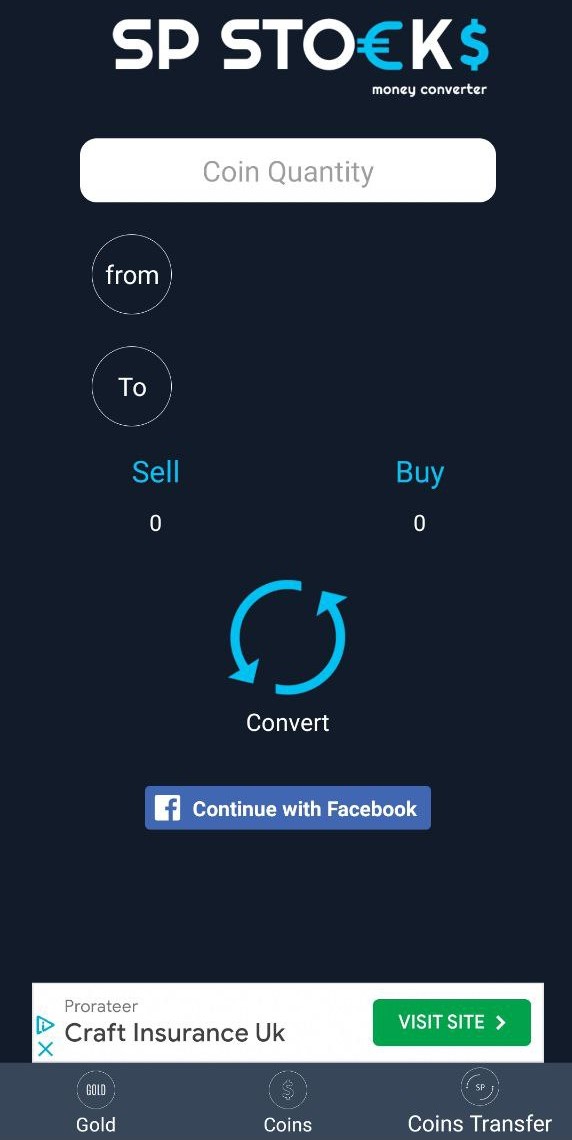 SP STO€K$
money converter
Coin Quantity
from
To
Sell
Buy
0
0
Convert
Continue with Facebook
Prorateer
Craft Insurance Uk
VISIT SITE
GOLD
$
SP
Gold
Coins
Coins Transfer